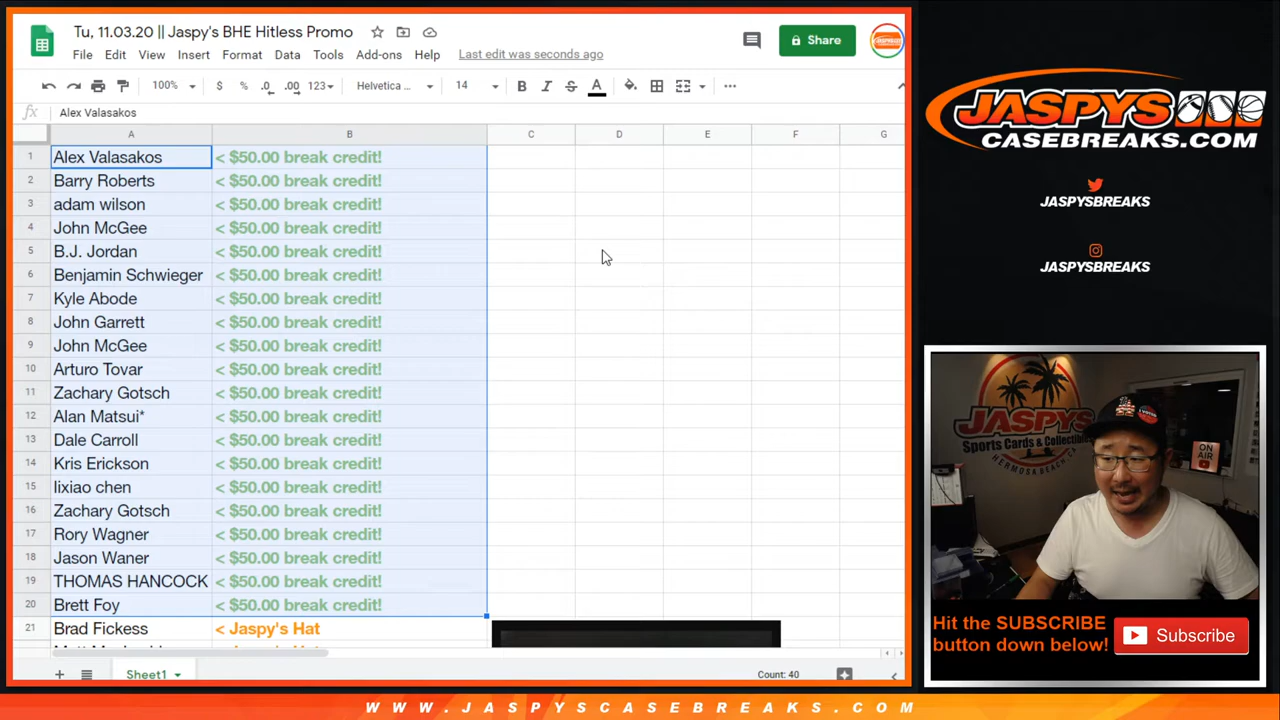 Tu, 11.03.20 || Jaspy's BHE Hitless Promo
File Edit View Insert Format Data Tools Add-ons Help Last edit was seconds ago
Share
100% $ % .0 .00 123 Helvetica ... 14 B I S A
fx Alex Valasakos
A B C D E F G
1 Alex Valasakos < $50.00 break credit!
2 Barry Roberts < $50.00 break credit!
3 adam wilson < $50.00 break credit!
4 John McGee < $50.00 break credit!
5 B.J. Jordan < $50.00 break credit!
6 Benjamin Schwieger < $50.00 break credit!
7 Kyle Abode < $50.00 break credit!
8 John Garrett < $50.00 break credit!
9 John McGee < $50.00 break credit!
10 Arturo Tovar < $50.00 break credit!
11 Zachary Gotsch < $50.00 break credit!
12 Alan Matsui* < $50.00 break credit!
13 Dale Carroll < $50.00 break credit!
14 Kris Erickson < $50.00 break credit!
15 lixiao chen < $50.00 break credit!
16 Zachary Gotsch < $50.00 break credit!
17 Rory Wagner < $50.00 break credit!
18 Jason Waner < $50.00 break credit!
19 THOMAS HANCOCK < $50.00 break credit!
20 Brett Foy < $50.00 break credit!
21 Brad Fickess < Jaspy's Hat
Sheet1
Count: 40
JASPYS
CASEBREAKS.COM
JASPYSBREAKS
JASPYSBREAKS
JASPYS
Sports Cards & Collectibles
HERMOSA BEACH, CA
ON
AIR
Hit the SUBSCRIBE
button down below!
Subscribe
WWW.JASPYSCASEBREAKS.COM